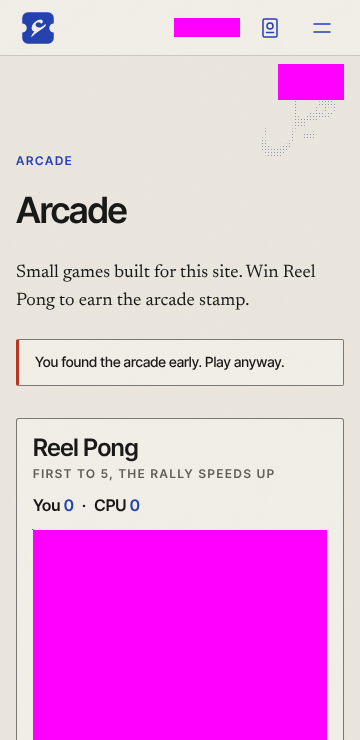 ARCADE
Arcade
Small games built for this site. Win Reel
Pong to earn the arcade stamp.
You found the arcade early. Play anyway.
Reel Pong
FIRST TO 5, THE RALLY SPEEDS UP
You 0 · CPU 0